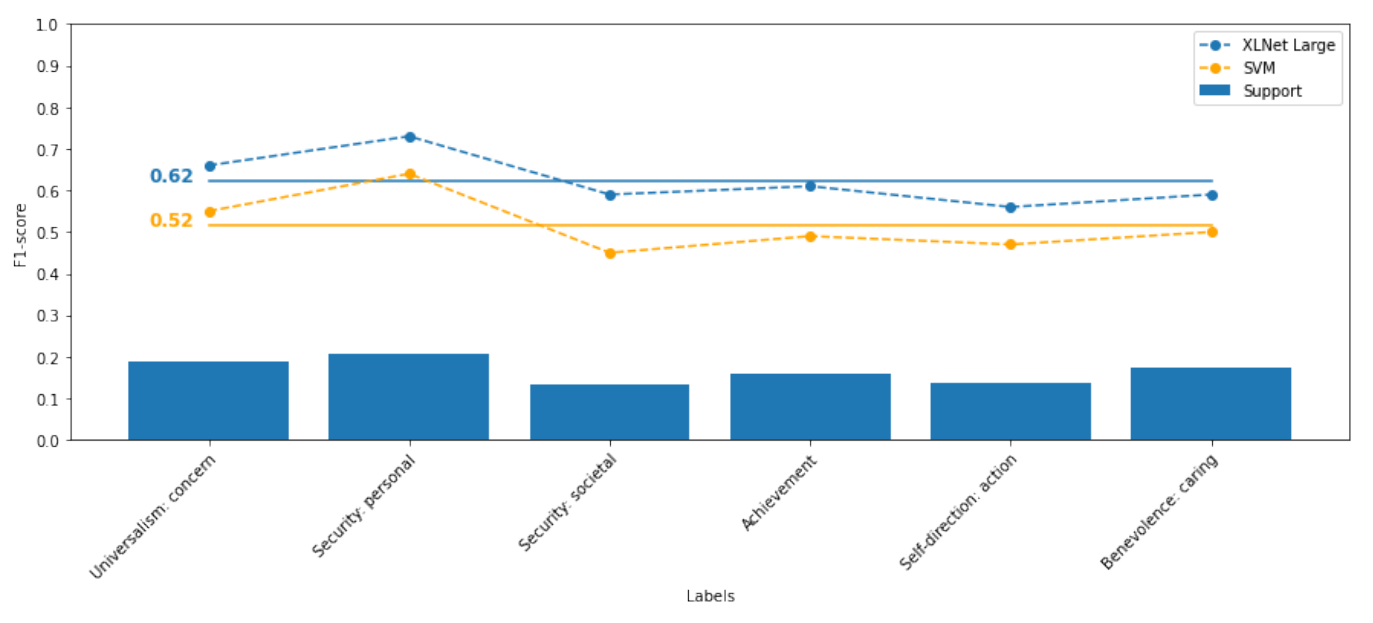 1.0
0.9
0.8
0.7
0.6
0.5
0.4
0.3
0.2
0.1
0.0
F1-score
XLNet Large
SVM
Support
0.62
0.52
Universalism: concern
Security: personal
Security: societal
Achievement
Self-direction: action
Benevolence: caring
Labels